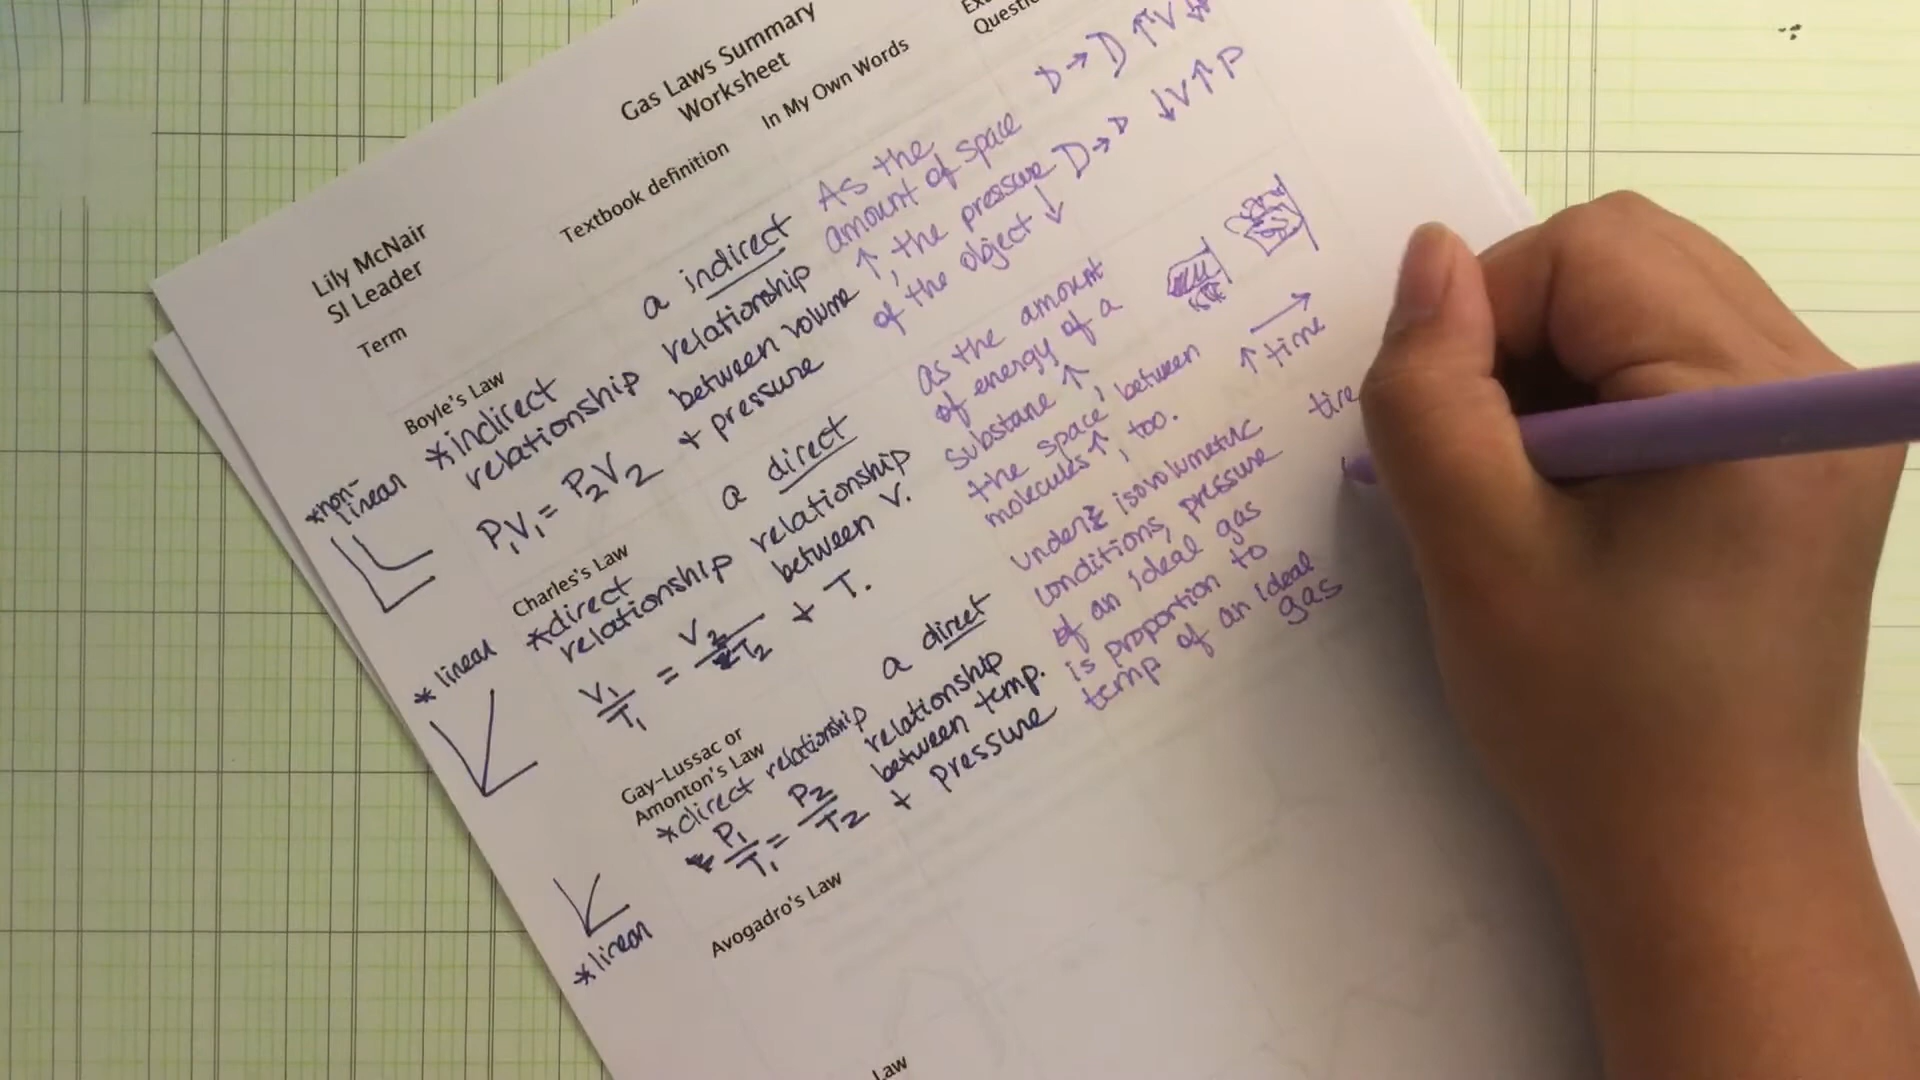 Gas Laws Summary
Worksheet
Lily McNair
SI Leader
Term
Textbook definition
In My Own Words
Questi
Boyle's Law
*indirect
relationship
P₁V₁ = P₂V₂
*non-
linear
a indirect
relationship
between volume
+ pressure
As the
amount of space
↑, the pressure
of the object ↓
D → D ↑V ↓
D → D ↓V ↑ P
Charles's Law
*direct
relationship
V₁/T₁ = V₂/T₂
* linear
a direct
relationship
between V.
+ T.
as the amount
of energy of a
substane ↑,
the space between
molecules ↑, too.
→
↑ time
Gay-Lussac or
Amonton's Law
*direct relationship
P₁/T₁ = P₂/T₂
*linear
a direct
relationship
between temp.
+ pressure
under isovolumetric
conditions, pressure
of an ideal gas
is proportion to
temp of an ideal
gas
tire
Avogadro's Law
Law